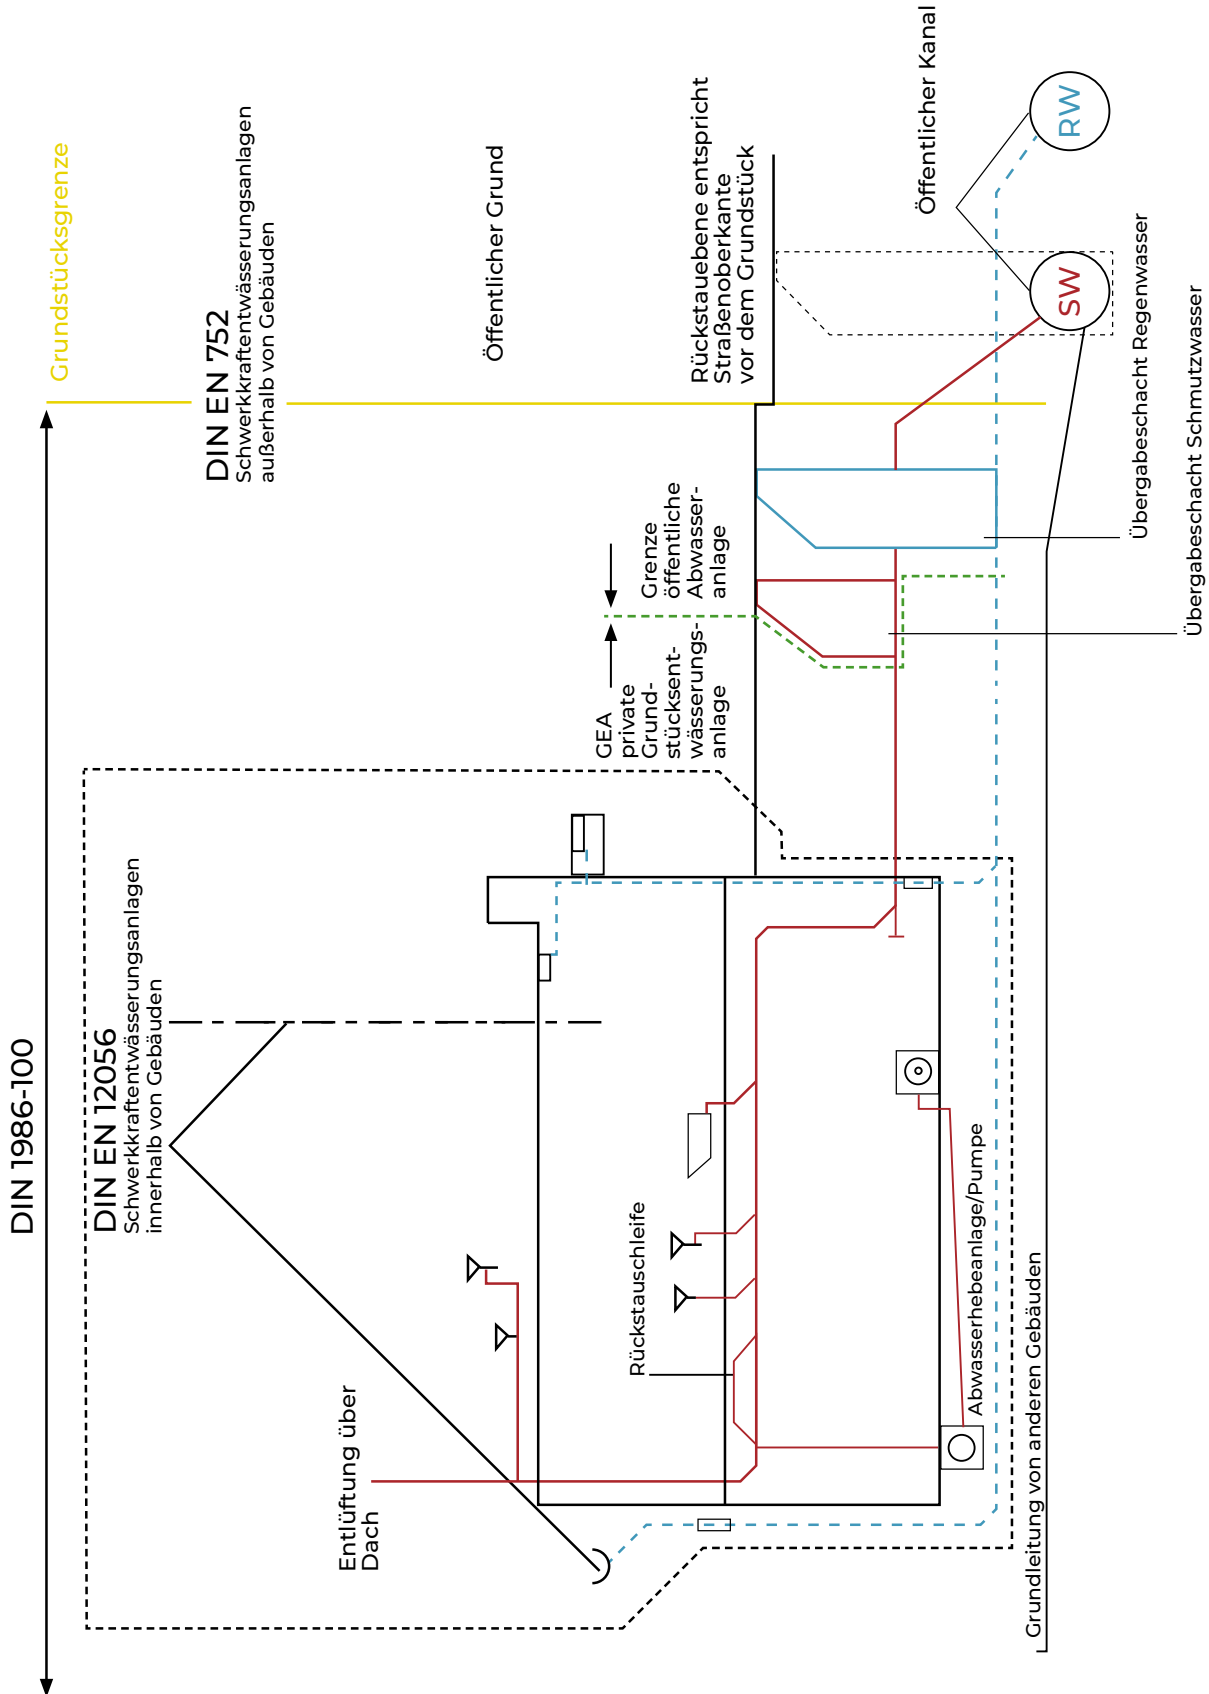 DIN 1986-100
Grundstücksgrenze
DIN EN 12056
Schwerkkraftentwässerungsanlagen
innerhalb von Gebäuden
DIN EN 752
Schwerkkraftentwässerungsanlagen
außerhalb von Gebäuden
Entlüftung über
Dach
Öffentlicher Grund
GEA
private
Grund-
stücksent-
wässerungs-
anlage
Grenze
öffentliche
Abwasser-
anlage
Rückstauebene entspricht
Straßenoberkante
vor dem Grundstück
Rückstauschleife
Öffentlicher Kanal
Abwasserhebeanlage/Pumpe
SW
RW
Grundleitung von anderen Gebäuden
Übergabeschacht Regenwasser
Übergabeschacht Schmutzwasser